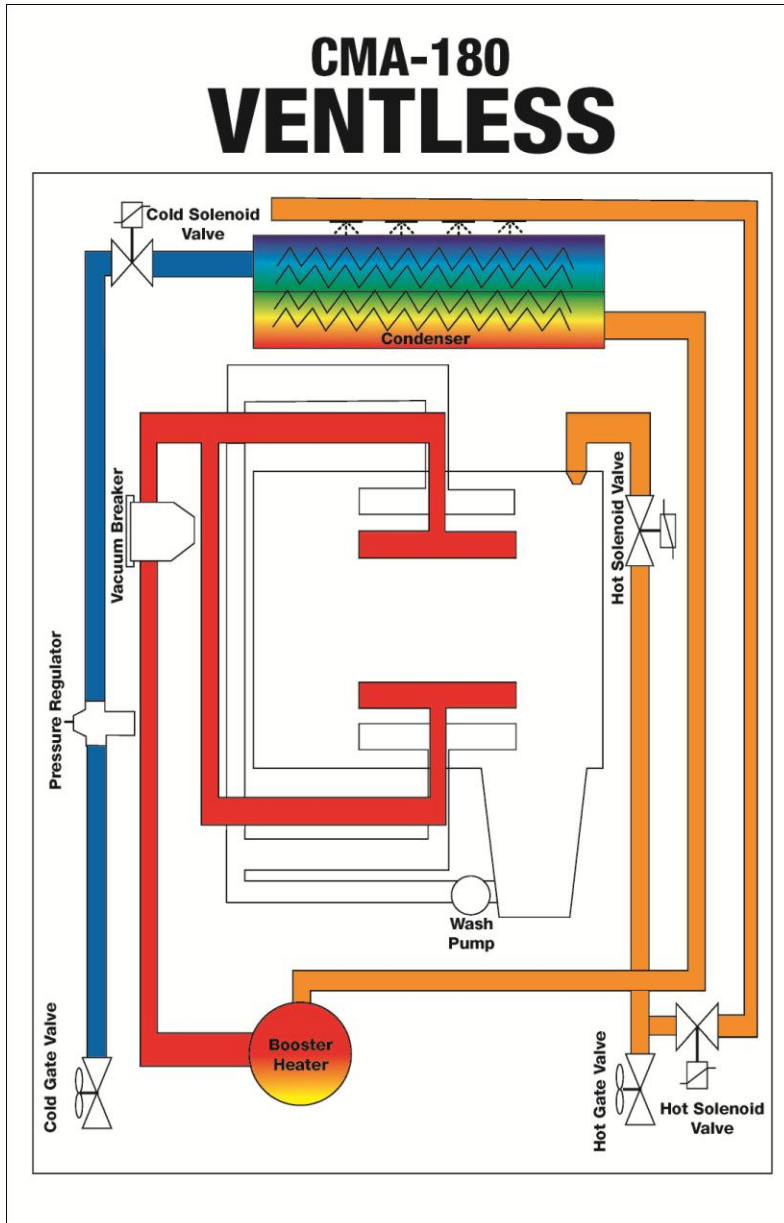 CMA-180
VENTLESS
Cold Solenoid
Valve
Condenser
Vacuum Breaker
Hot Solenoid Valve
Pressure Regulator
Wash
Pump
Booster
Heater
Cold Gate Valve
Hot Gate Valve
Hot Solenoid
Valve